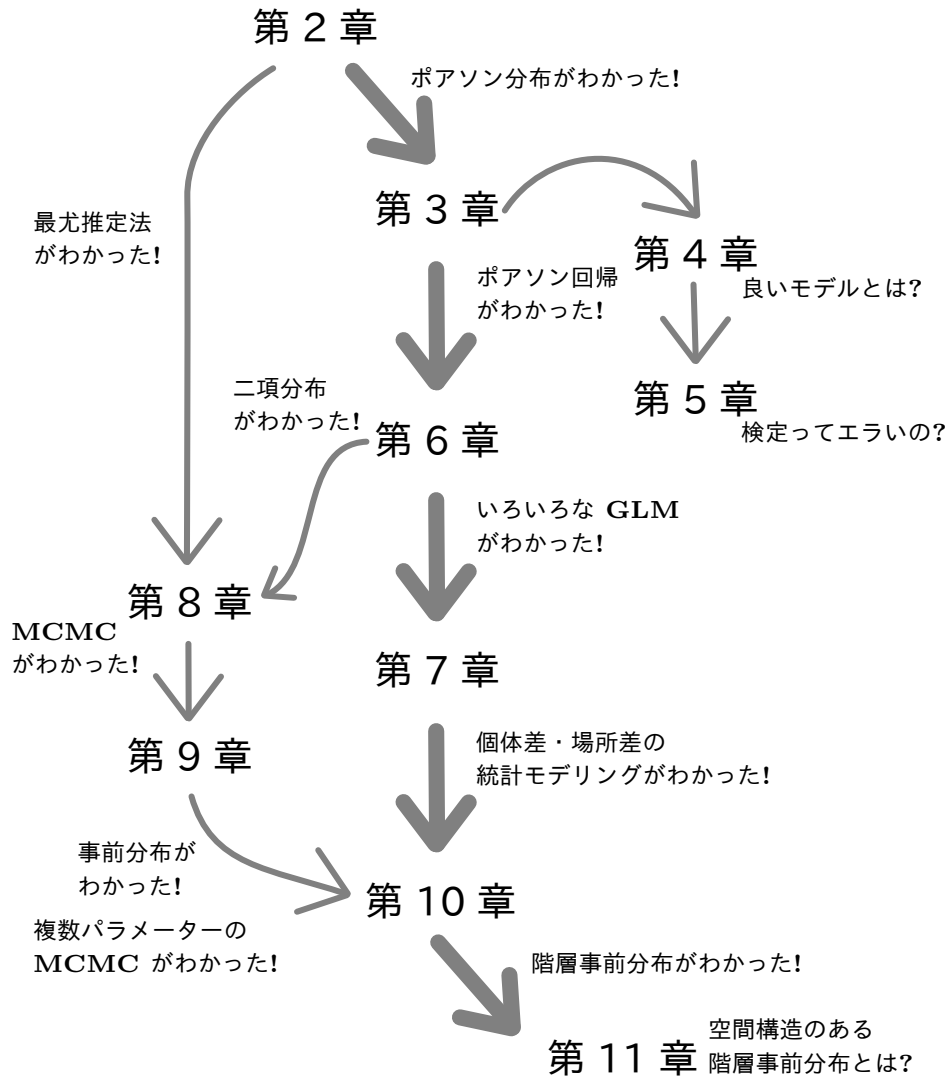 第 2 章
ポアソン分布がわかった!
第 3 章
最尤推定法
がわかった!
第 4 章
良いモデルとは?
ポアソン回帰
がわかった!
二項分布
がわかった!
第 5 章
検定ってエラいの?
第 6 章
いろいろな GLM
がわかった!
第 8 章
MCMC
がわかった!
第 7 章
第 9 章
個体差・場所差の
統計モデリングがわかった!
事前分布が
わかった!
第 10 章
複数パラメーターの
MCMC がわかった!
階層事前分布がわかった!
第 11 章
空間構造のある
階層事前分布とは?